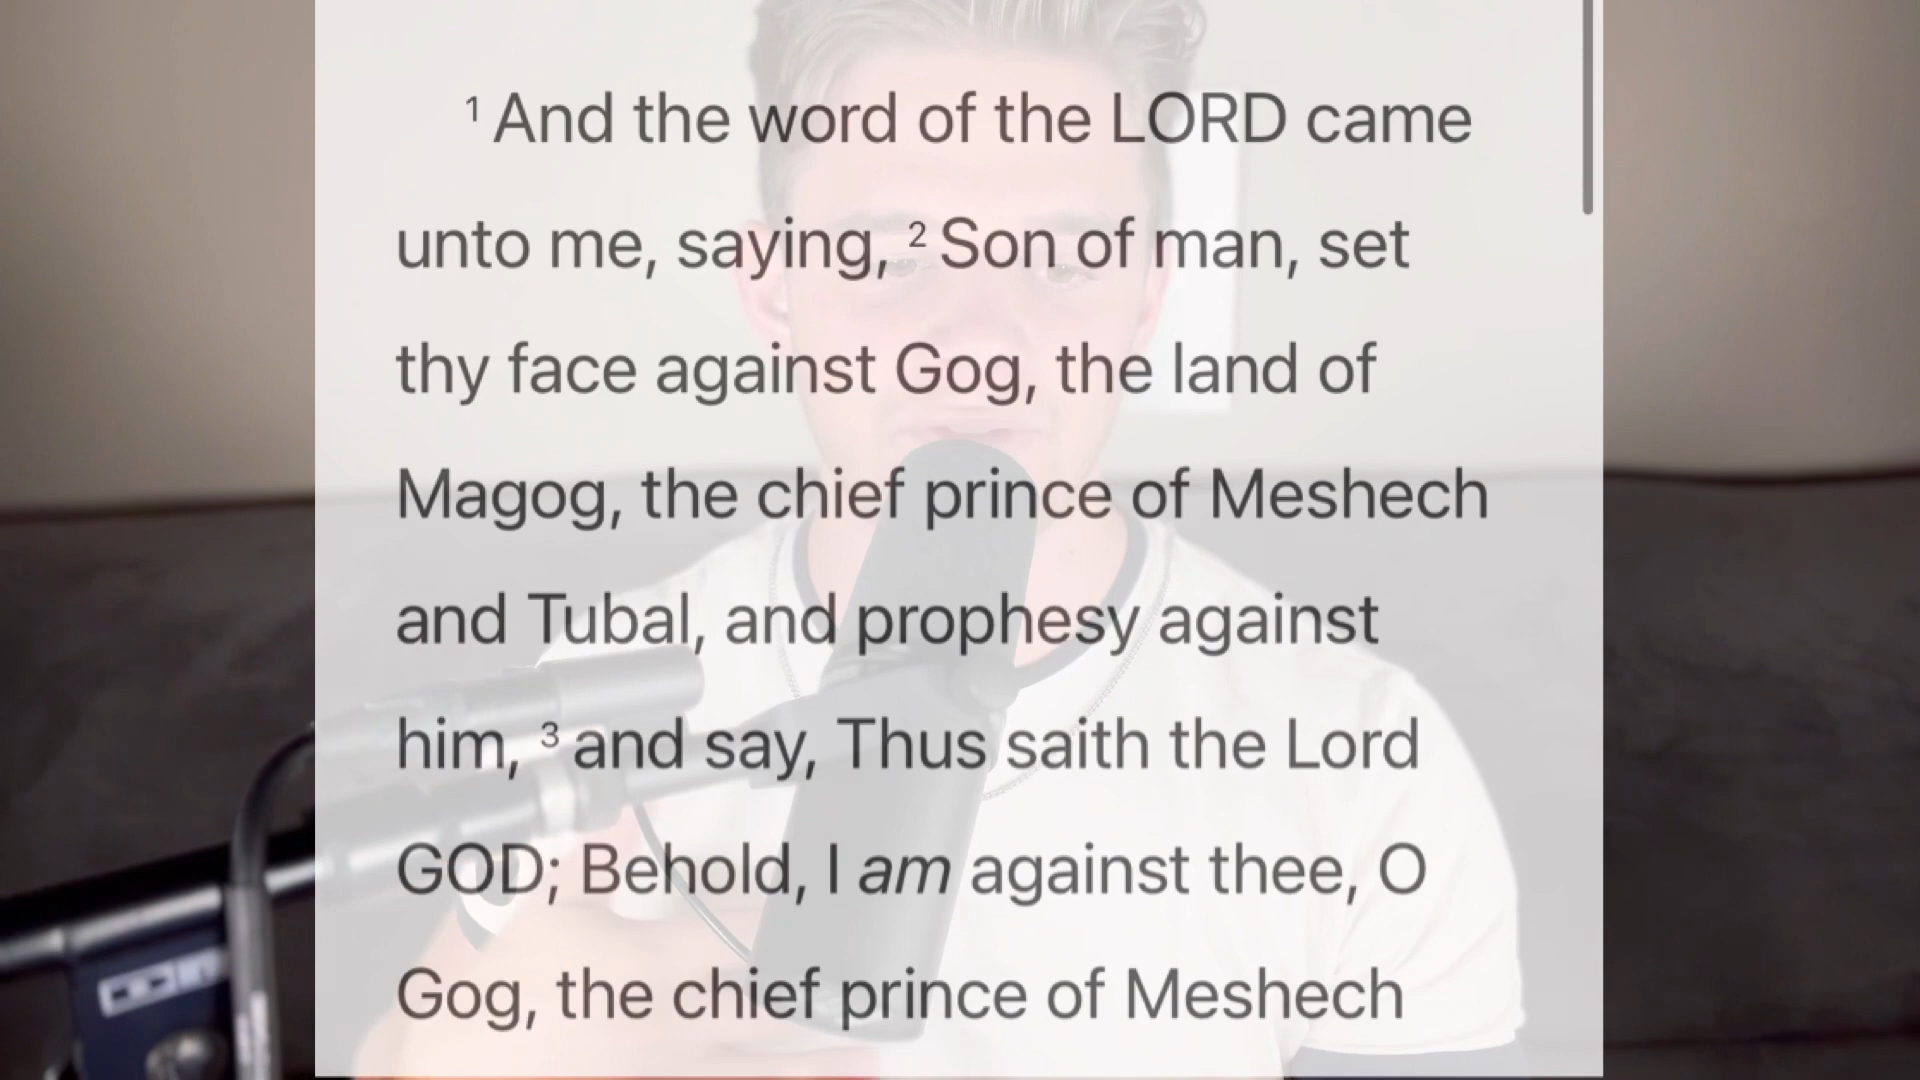 1 And the word of the LORD came
unto me, saying, 2 Son of man, set
thy face against Gog, the land of
Magog, the chief prince of Meshech
and Tubal, and prophesy against
him, 3 and say, Thus saith the Lord
GOD; Behold, I am against thee, O
Gog, the chief prince of Meshech